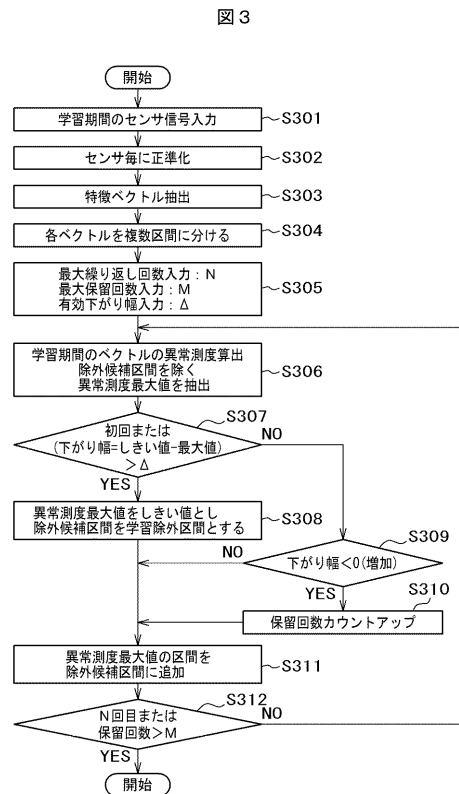 図3
開始
学習期間のセンサ信号入力
S301
センサ毎に正準化
S302
特徴ベクトル抽出
S303
各ベクトルを複数区間に分ける
S304
最大繰り返し回数入力:N
最大保留回数入力:M
有効下がり幅入力:Δ
S305
学習期間のベクトルの異常測度算出
除外候補区間を除く
異常測度最大値を抽出
S306
初回または
(下がり幅=しきい値-最大値)
>Δ
S307
NO
YES
異常測度最大値をしきい値とし
除外候補区間を学習除外区間とする
S308
下がり幅<0(増加)
S309
NO
YES
保留回数カウントアップ
S310
異常測度最大値の区間を
除外候補区間に追加
S311
N回目または
保留回数>M
S312
NO
YES
開始